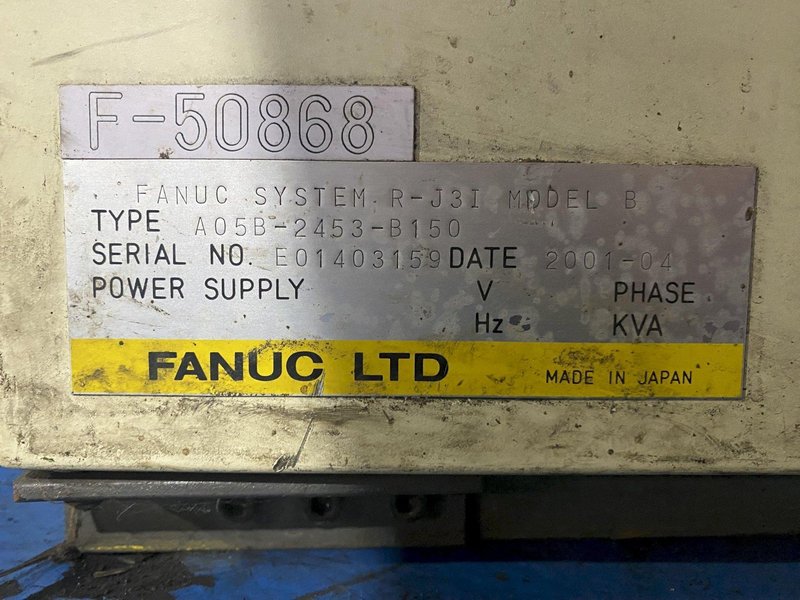 F-50868
FANUC SYSTEM R-J3I MODEL B
TYPE A05B-2453-B150
SERIAL NO. E01403159 DATE 2001-04
POWER SUPPLY V PHASE
Hz KVA
FANUC LTD MADE IN JAPAN